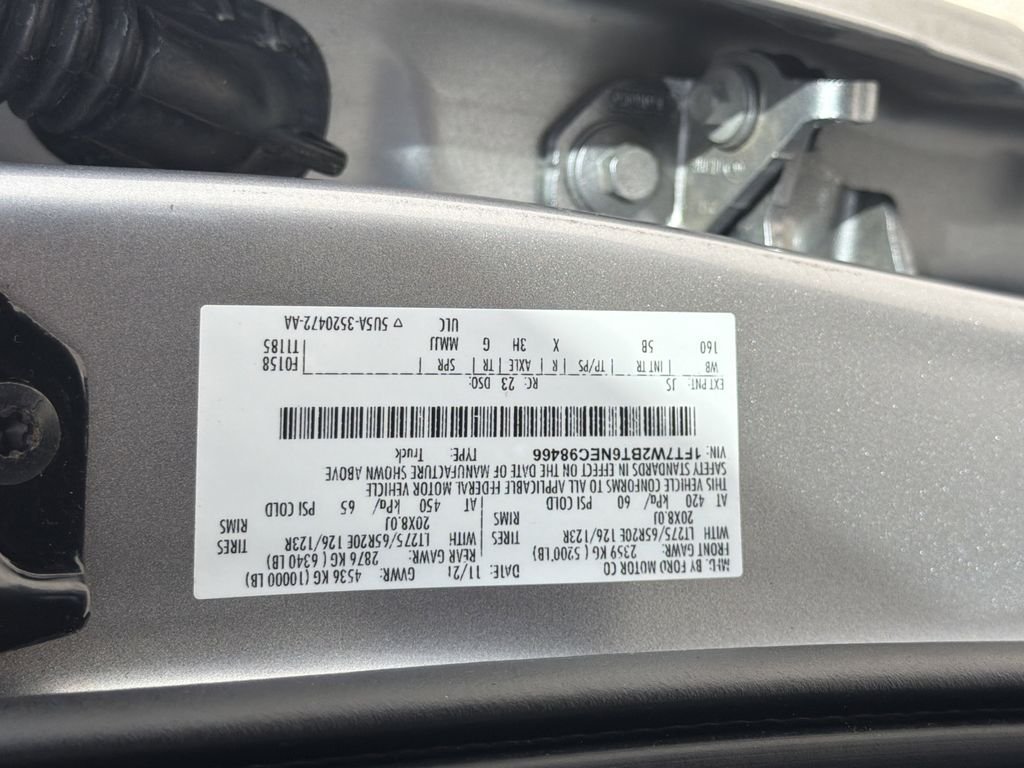 MFD. BY FORD MOTOR CO
DATE: 11/21 GVWR: 4536 KG (10000 LB)
FRONT GAWR: 2359 KG (5200 LB) REAR GAWR: 2876 KG (6340 LB)
WITH LT275/65R20E 126/123R TIRES WITH LT275/65R20E 126/123R TIRES
20X8.0J RIMS 20X8.0J RIMS
AT 420 kPa/ 60 PSI COLD AT 450 kPa/ 65 PSI COLD
THIS VEHICLE CONFORMS TO ALL APPLICABLE FEDERAL MOTOR VEHICLE
SAFETY STANDARDS IN EFFECT ON THE DATE OF MANUFACTURE SHOWN ABOVE
VIN: 1FT7W2BT6NEC98466 TYPE: Truck
EXT PNT: JS RC: 23 DSO:
WB | INT TR | TP/PS | R | AXLE | TR | SPR | F0158
160 5B X 3H G MMJJ T1185
ULC ▽ 5U5A-3520472-AA